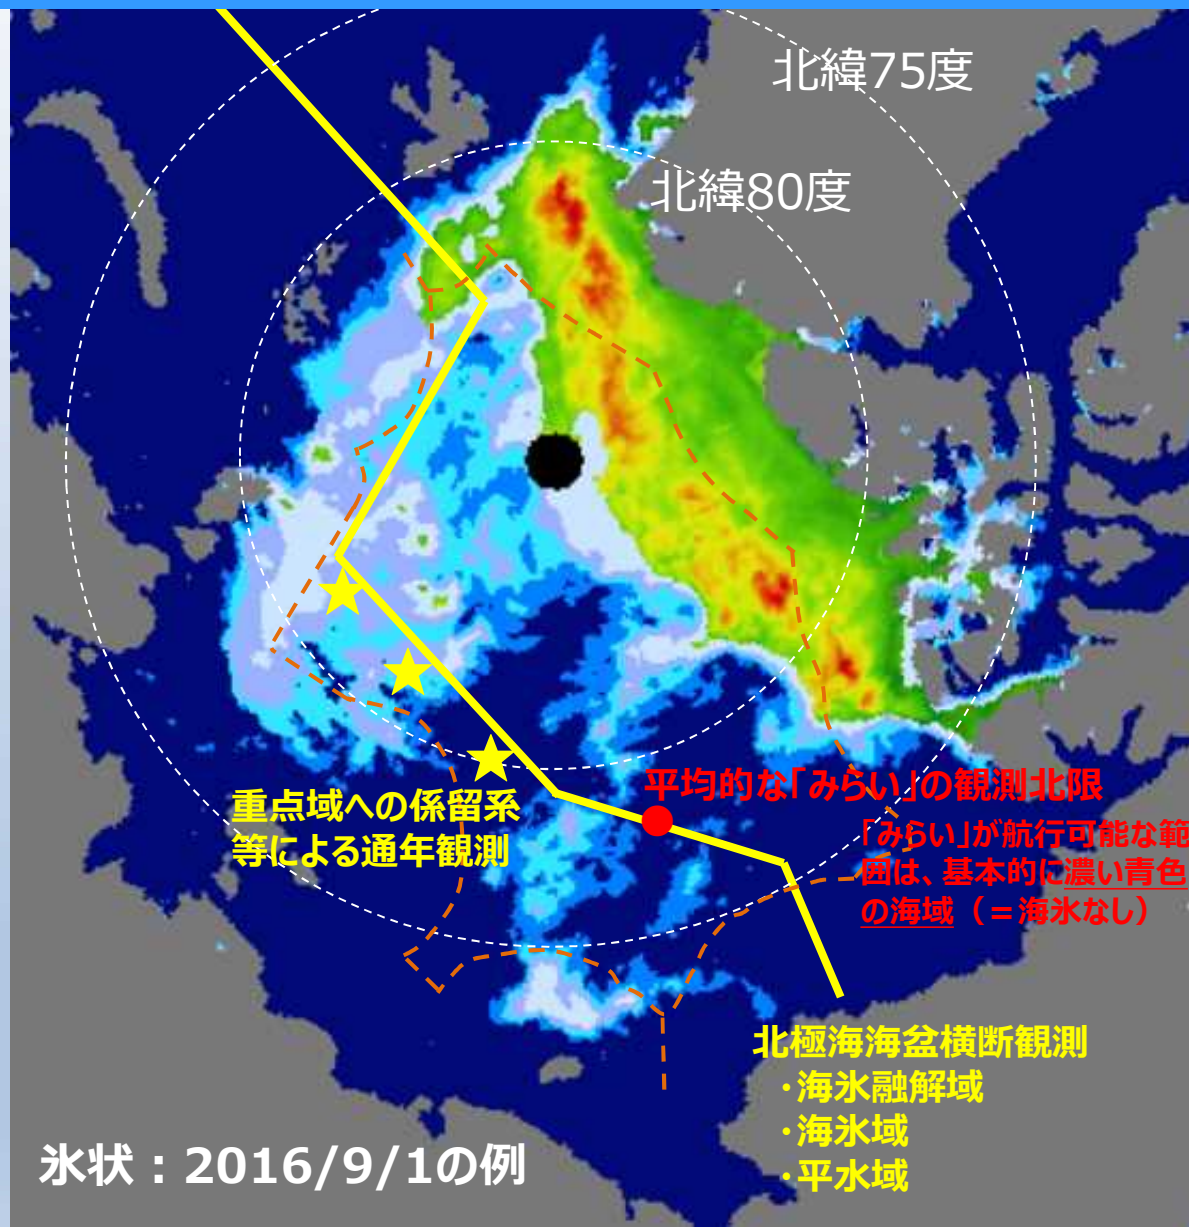 北緯75度
北緯80度
平均的な「みらい」の観測北限
「みらい」が航行可能な範
囲は、基本的に濃い青色
の海域（＝海氷なし）
重点域への係留系
等による通年観測
北極海海盆横断観測
・海氷融解域
・海氷域
・平水域
氷状：2016/9/1の例